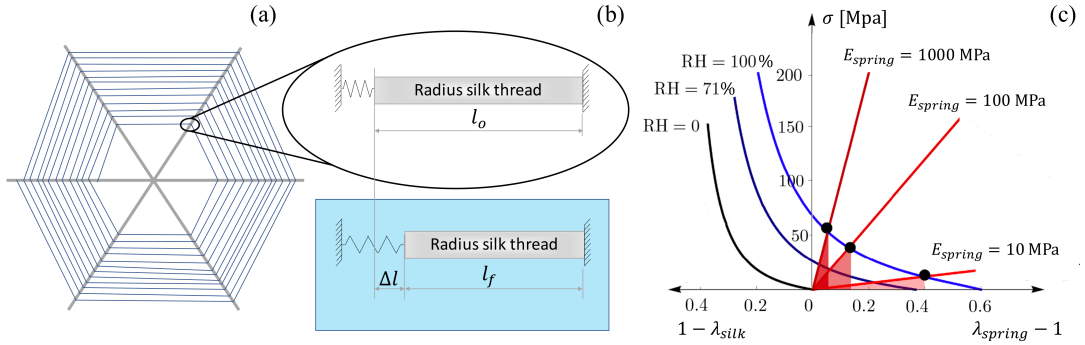 (a)
(b)
Radius silk thread
l_o
Radius silk thread
Δl
l_f
(c)
σ [Mpa]
RH = 100%
RH = 71%
RH = 0
E_spring = 1000 MPa
E_spring = 100 MPa
E_spring = 10 MPa
200
150
100
50
0.4
0.2
0
0.2
0.4
0.6
0.8
1 − λ_silk
λ_spring − 1